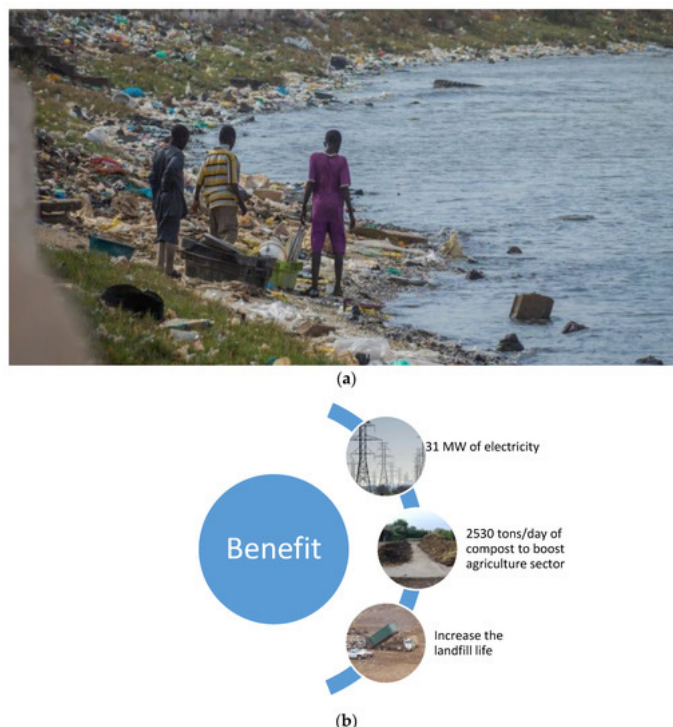 (a)
31 MW of electricity
Benefit
2530 tons/day of
compost to boost
agriculture sector
Increase the
landfill life
(b)